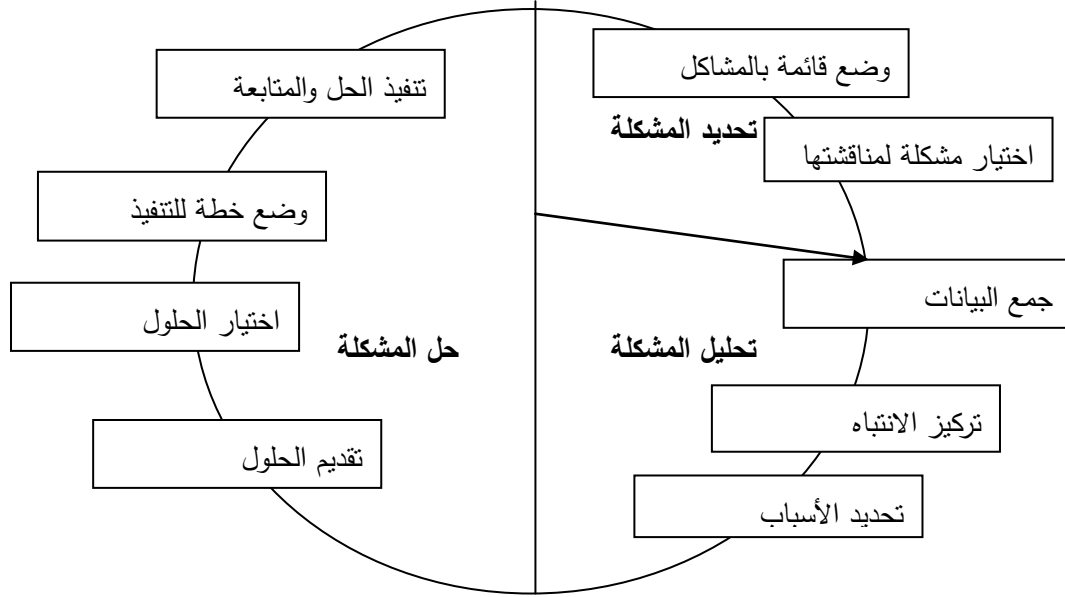 وضع قائمة بالمشاكل
تحديد المشكلة
اختيار مشكلة لمناقشتها
جمع البيانات
تحليل المشكلة
تركيز الانتباه
تحديد الأسباب
تنفيذ الحل والمتابعة
وضع خطة للتنفيذ
اختيار الحلول
حل المشكلة
تقديم الحلول